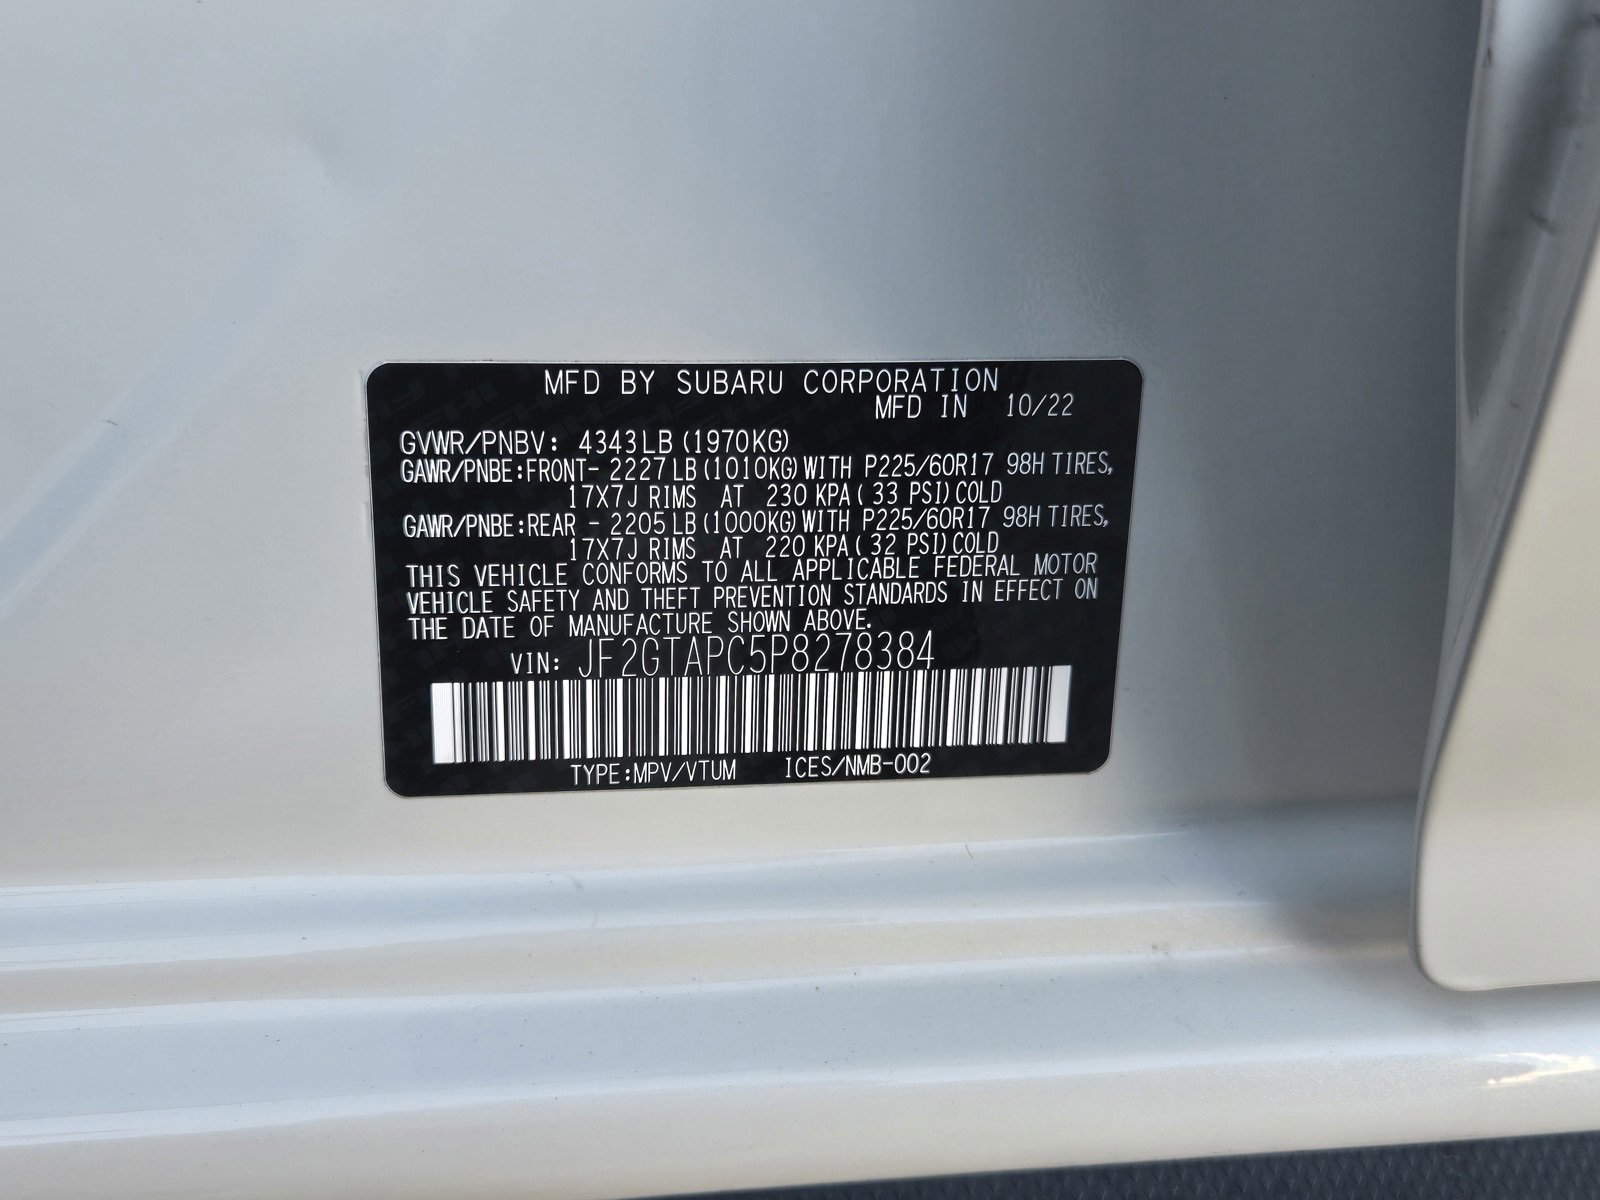 MFD BY SUBARU CORPORATION
MFD IN 10/22
GVWR/PNBV: 4343LB(1970KG)
GAWR/PNBE:FRONT- 2227LB(1010KG)WITH P225/60R17 98H TIRES,
17X7J RIMS AT 230 KPA( 33 PSI)COLD
GAWR/PNBE:REAR - 2205LB(1000KG)WITH P225/60R17 98H TIRES,
17X7J RIMS AT 220 KPA( 32 PSI)COLD
THIS VEHICLE CONFORMS TO ALL APPLICABLE FEDERAL MOTOR
VEHICLE SAFETY AND THEFT PREVENTION STANDARDS IN EFFECT ON
THE DATE OF MANUFACTURE SHOWN ABOVE.
VIN: JF2GTAPC5P8278384
TYPE:MPV/VTUM ICES/NMB-002